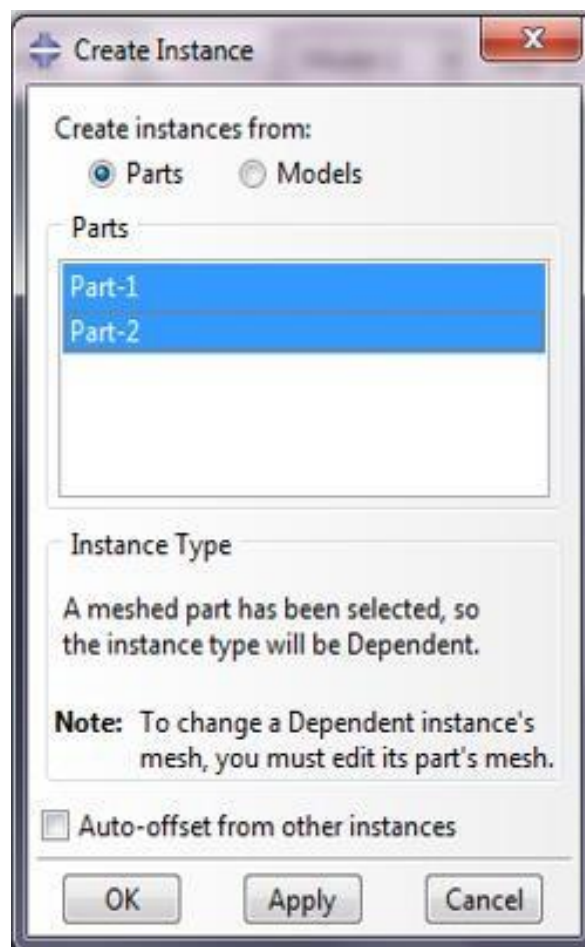 Create Instance
Create instances from:
Parts Models
Parts
Part-1
Part-2
Instance Type
A meshed part has been selected, so
the instance type will be Dependent.
Note: To change a Dependent instance's
mesh, you must edit its part's mesh.
Auto-offset from other instances
OK Apply Cancel